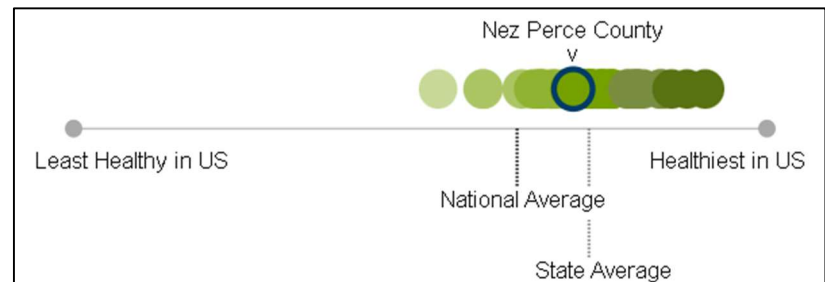 Nez Perce County
v
Least Healthy in US
Healthiest in US
National Average
State Average